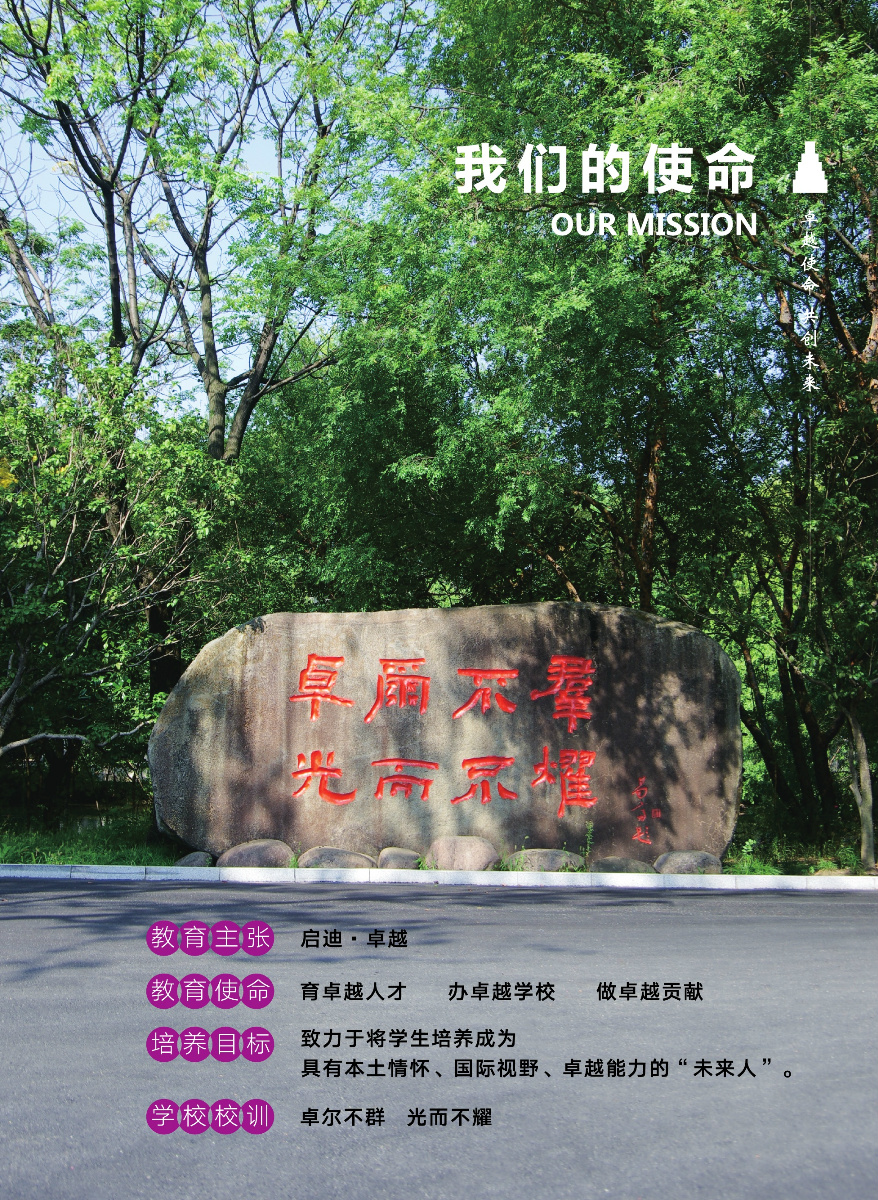 我们的使命
OUR MISSION
卓越使命 共创未来
卓爾不羣
光而不耀
教育主张 启迪·卓越
教育使命 育卓越人才 办卓越学校 做卓越贡献
培养目标 致力于将学生培养成为
具有本土情怀、国际视野、卓越能力的“未来人”。
学校校训 卓尔不群 光而不耀